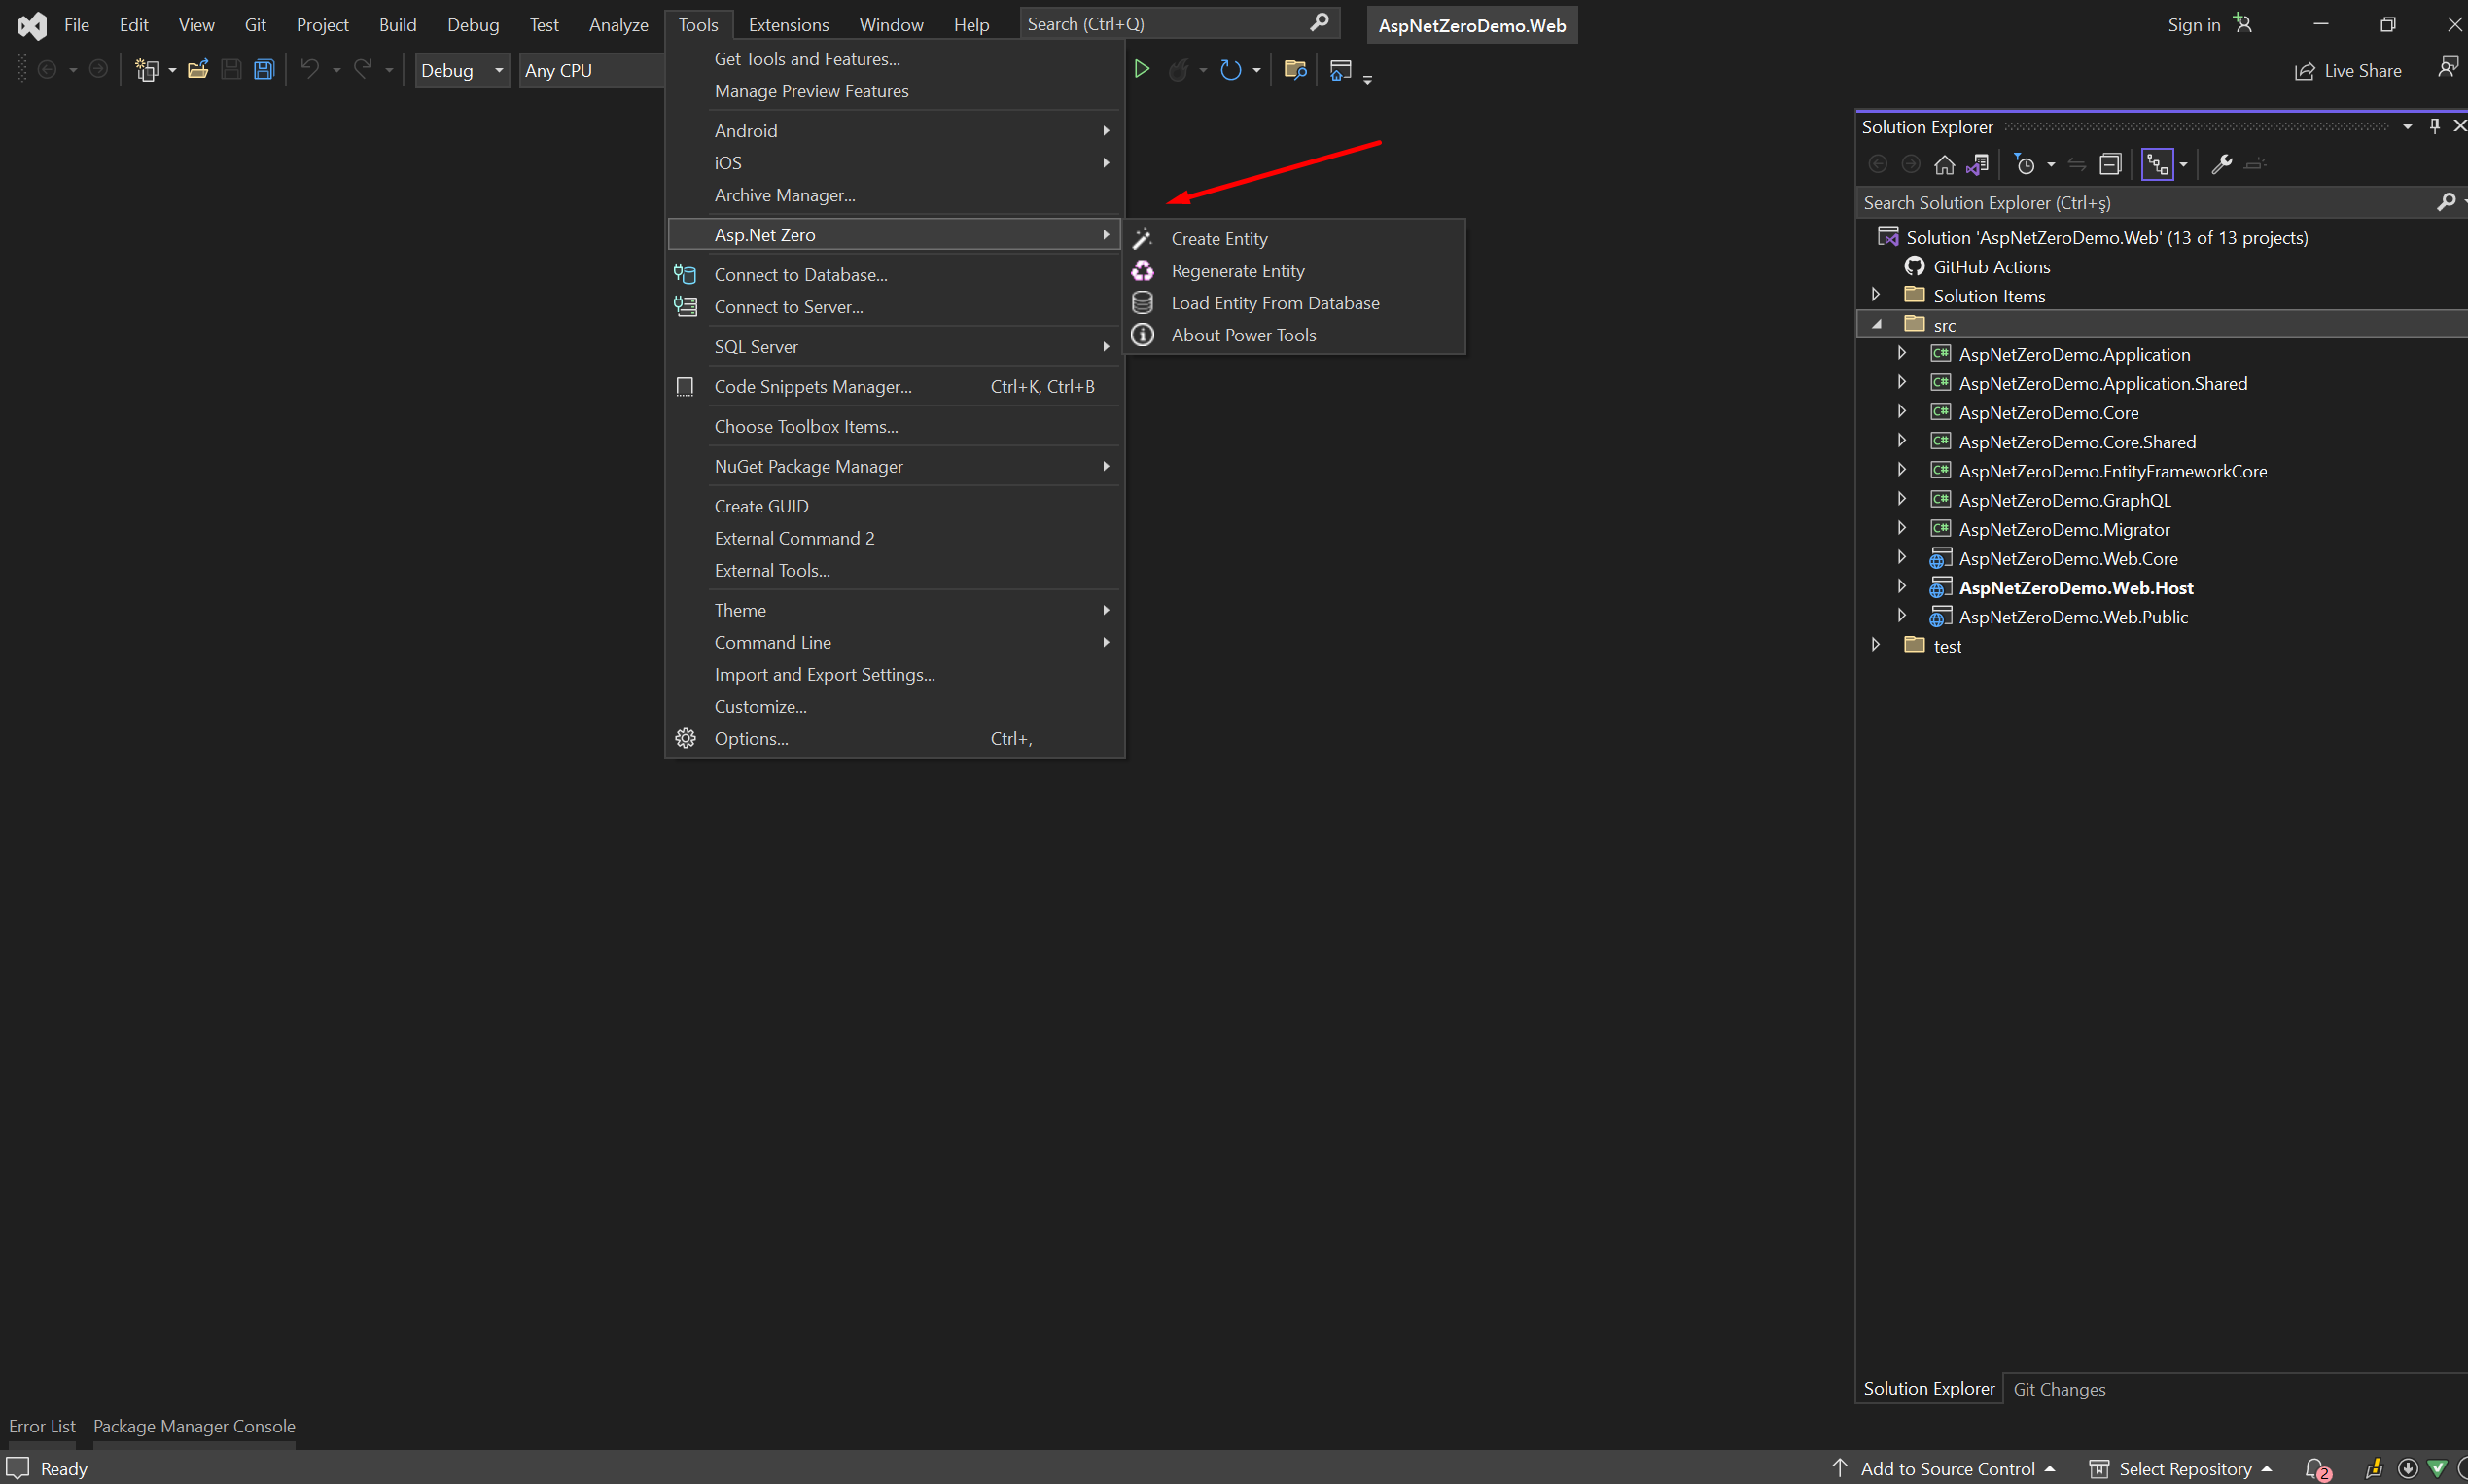 File Edit View Git Project Build Debug Test Analyze Tools Extensions Window Help Search (Ctrl+Q) AspNetZeroDemo.Web Sign in
Debug Any CPU Live Share
Get Tools and Features...
Manage Preview Features
Android
iOS
Archive Manager...
Asp.Net Zero
Connect to Database...
Connect to Server...
SQL Server
Code Snippets Manager... Ctrl+K, Ctrl+B
Choose Toolbox Items...
NuGet Package Manager
Create GUID
External Command 2
External Tools...
Theme
Command Line
Import and Export Settings...
Customize...
Options... Ctrl+,
Create Entity
Regenerate Entity
Load Entity From Database
About Power Tools
Solution Explorer
Search Solution Explorer (Ctrl+ş)
Solution 'AspNetZeroDemo.Web' (13 of 13 projects)
GitHub Actions
Solution Items
src
C# AspNetZeroDemo.Application
C# AspNetZeroDemo.Application.Shared
C# AspNetZeroDemo.Core
C# AspNetZeroDemo.Core.Shared
C# AspNetZeroDemo.EntityFrameworkCore
C# AspNetZeroDemo.GraphQL
C# AspNetZeroDemo.Migrator
AspNetZeroDemo.Web.Core
AspNetZeroDemo.Web.Host
AspNetZeroDemo.Web.Public
test
Solution Explorer Git Changes
Error List Package Manager Console
Ready Add to Source Control Select Repository 2